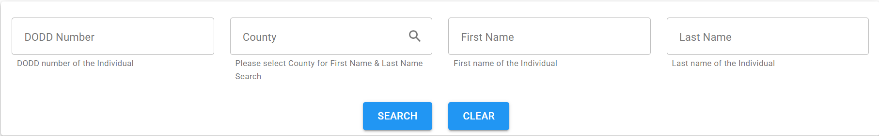 DODD Number
County
First Name
Last Name
DODD number of the Individual
Please select County for First Name & Last Name
Search
First name of the Individual
Last name of the Individual
SEARCH
CLEAR